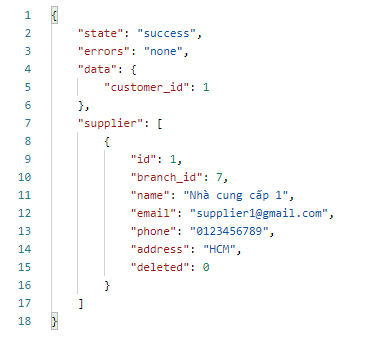 1 {
2 "state": "success",
3 "errors": "none",
4 "data": {
5 "customer_id": 1
6 },
7 "supplier": [
8 {
9 "id": 1,
10 "branch_id": 7,
11 "name": "Nhà cung cấp 1",
12 "email": "supplier1@gmail.com",
13 "phone": "0123456789",
14 "address": "HCM",
15 "deleted": 0
16 }
17 ]
18 }